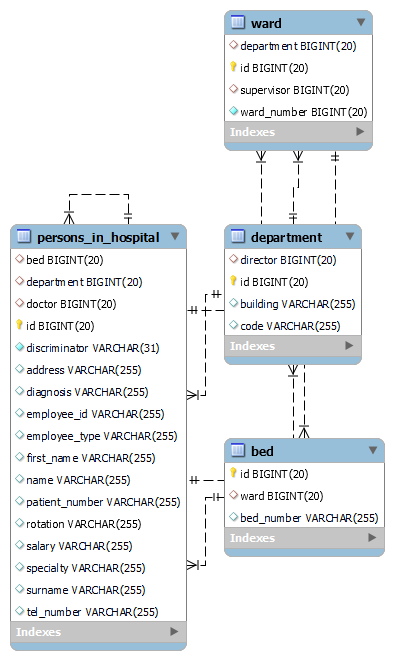 ward
department BIGINT(20)
id BIGINT(20)
supervisor BIGINT(20)
ward_number BIGINT(20)
Indexes
persons_in_hospital
bed BIGINT(20)
department BIGINT(20)
doctor BIGINT(20)
id BIGINT(20)
discriminator VARCHAR(31)
address VARCHAR(255)
diagnosis VARCHAR(255)
employee_id VARCHAR(255)
employee_type VARCHAR(255)
first_name VARCHAR(255)
name VARCHAR(255)
patient_number VARCHAR(255)
rotation VARCHAR(255)
salary VARCHAR(255)
specialty VARCHAR(255)
surname VARCHAR(255)
tel_number VARCHAR(255)
Indexes
department
director BIGINT(20)
id BIGINT(20)
building VARCHAR(255)
code VARCHAR(255)
Indexes
bed
id BIGINT(20)
ward BIGINT(20)
bed_number VARCHAR(255)
Indexes